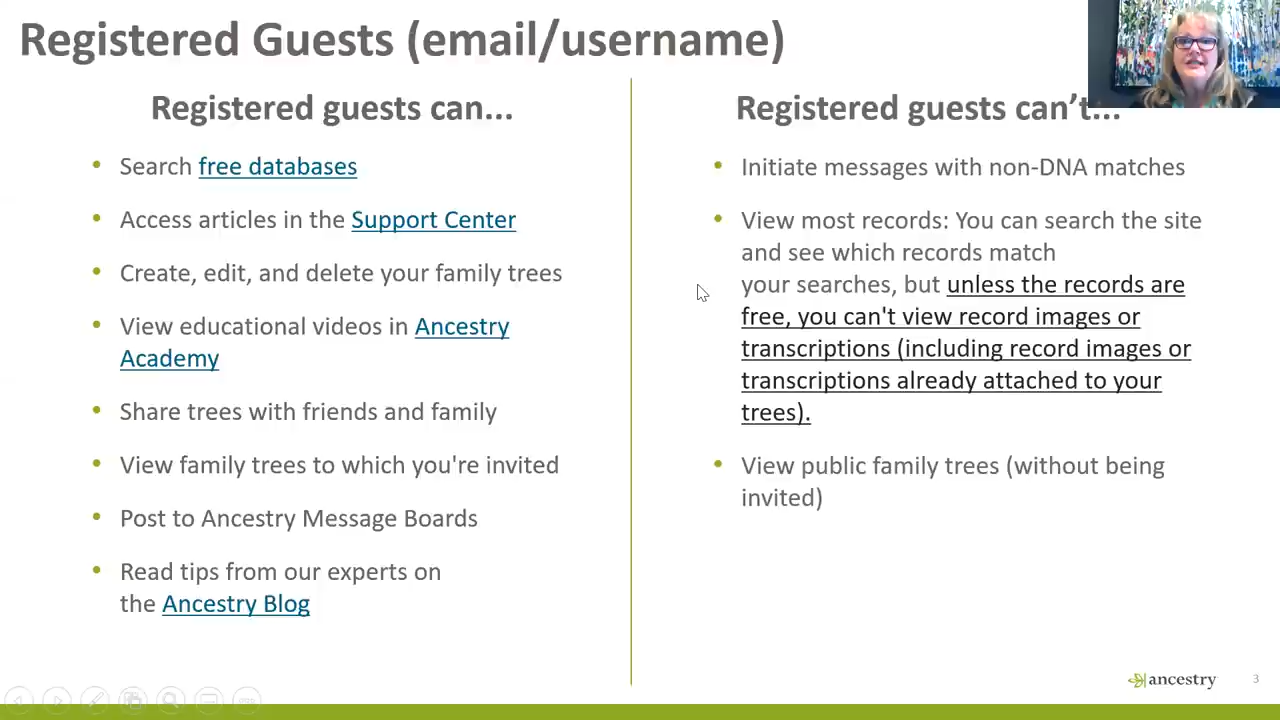 Registered Guests (email/username)
Registered guests can...
Search free databases
Access articles in the Support Center
Create, edit, and delete your family trees
View educational videos in Ancestry
Academy
Share trees with friends and family
View family trees to which you're invited
Post to Ancestry Message Boards
Read tips from our experts on
the Ancestry Blog
Registered guests can’t...
Initiate messages with non-DNA matches
View most records: You can search the site
and see which records match
your searches, but unless the records are
free, you can't view record images or
transcriptions (including record images or
transcriptions already attached to your
trees).
View public family trees (without being
invited)
ancestry
3